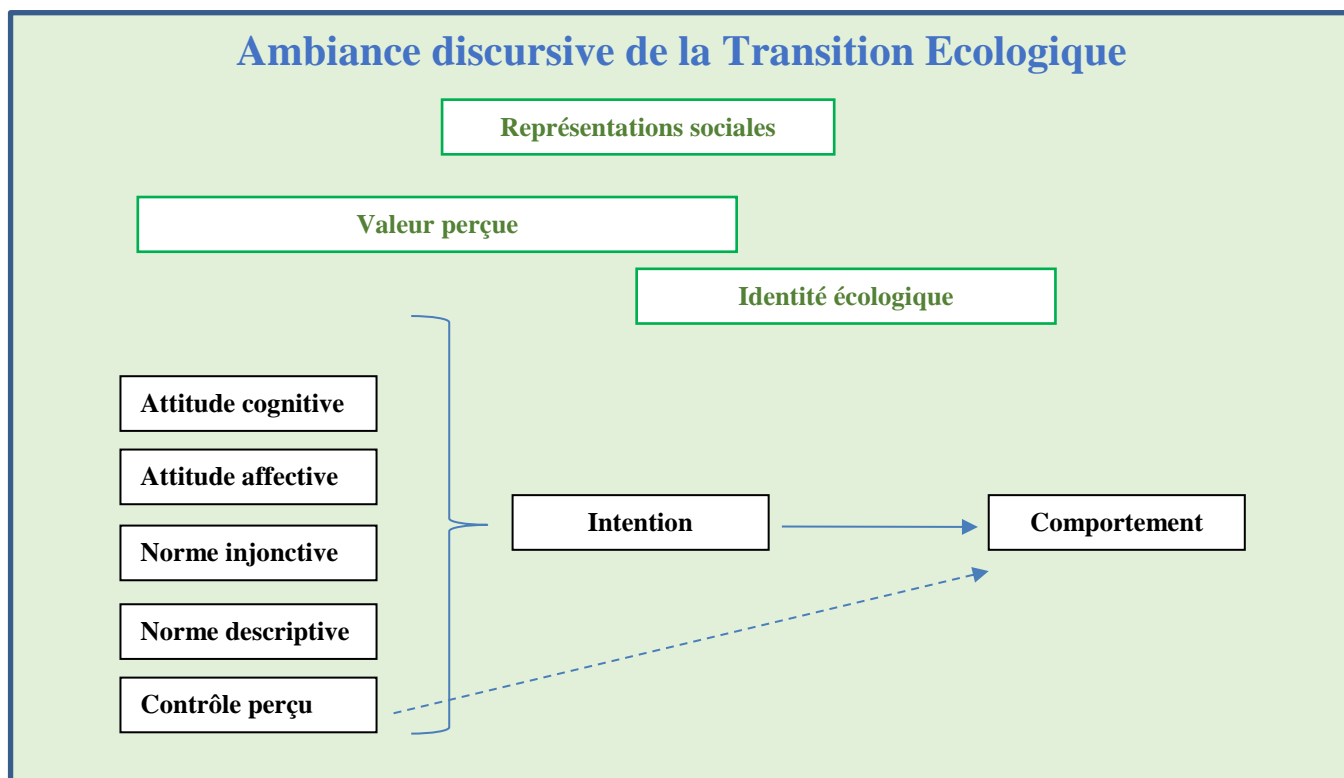 Ambiance discursive de la Transition Ecologique
Représentations sociales
Valeur perçue
Identité écologique
Attitude cognitive
Attitude affective
Norme injonctive
Norme descriptive
Contrôle perçu
Intention
Comportement